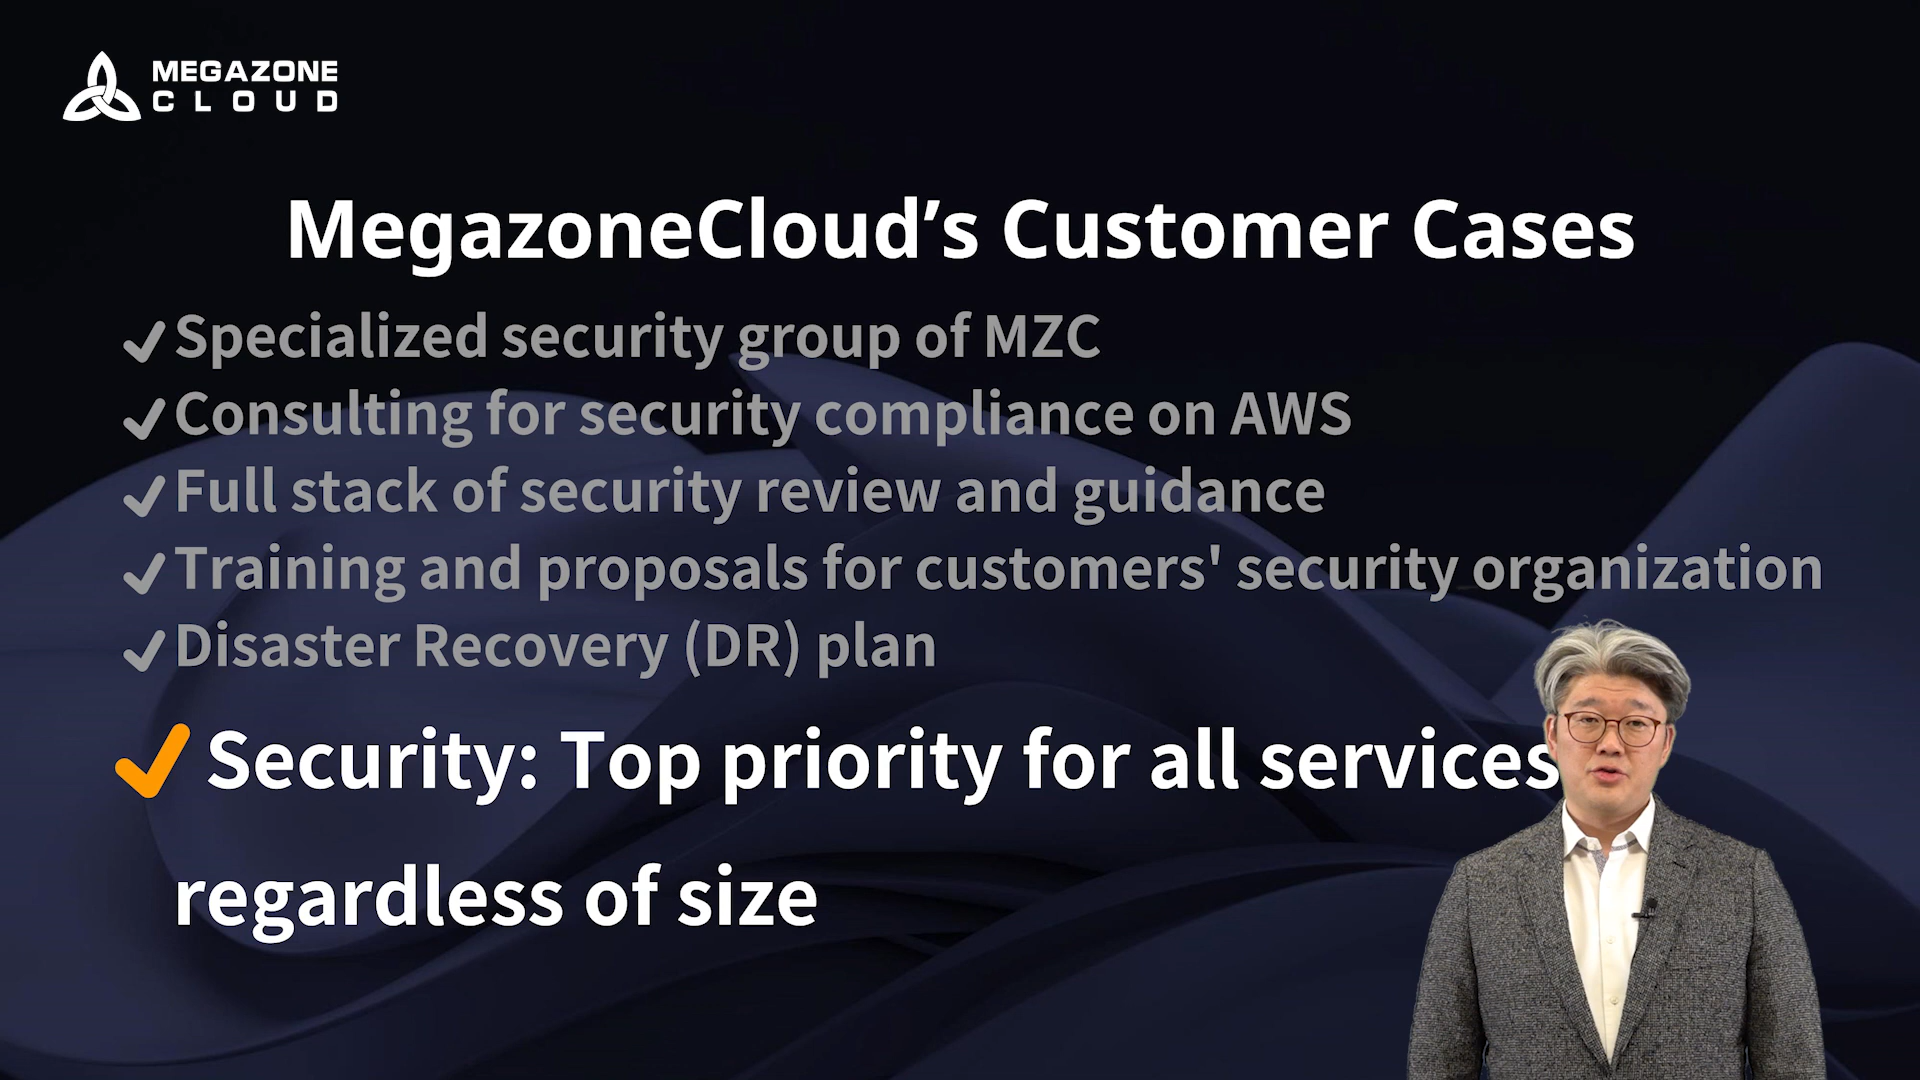 MEGAZONE
CLOUD
MegazoneCloud’s Customer Cases
Specialized security group of MZC
Consulting for security compliance on AWS
Full stack of security review and guidance
Training and proposals for customers' security organization
Disaster Recovery (DR) plan
Security: Top priority for all services
regardless of size